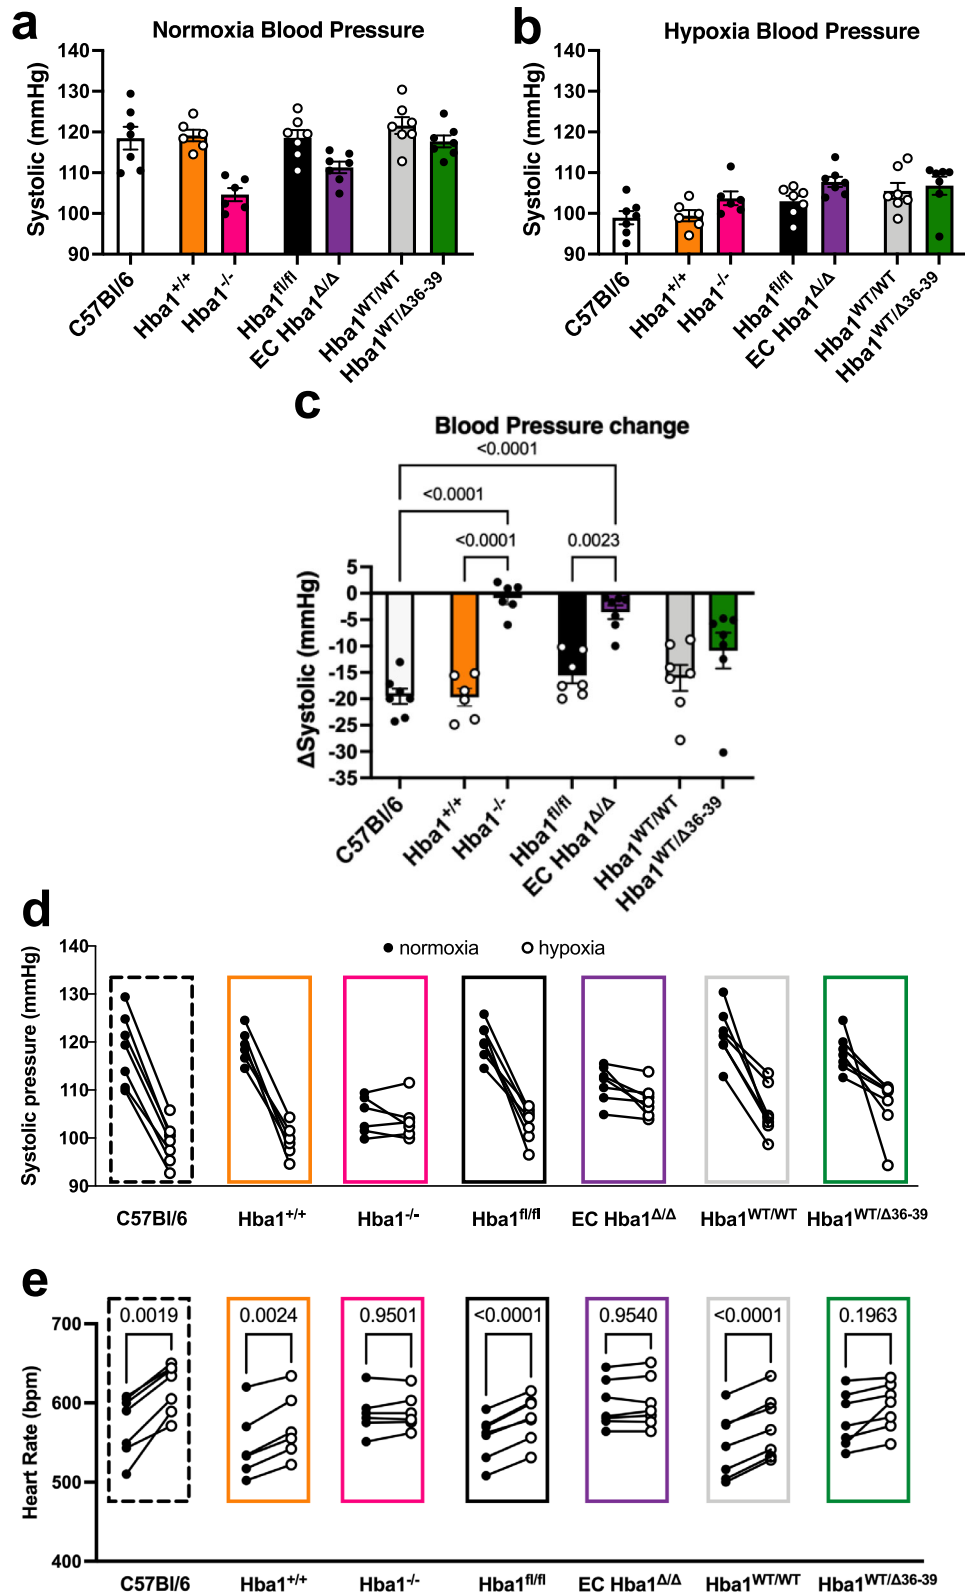 a
Normoxia Blood Pressure
Systolic (mmHg)
140
130
120
110
100
90
C57Bl/6
Hba1+/+
Hba1-/-
Hba1fl/fl
EC Hba1Δ/Δ
Hba1WT/WT
Hba1WT/Δ36-39
b
Hypoxia Blood Pressure
Systolic (mmHg)
140
130
120
110
100
90
C57Bl/6
Hba1+/+
Hba1-/-
Hba1fl/fl
EC Hba1Δ/Δ
Hba1WT/WT
Hba1WT/Δ36-39
c
Blood Pressure change
<0.0001
<0.0001
<0.0001
0.0023
ΔSystolic (mmHg)
5
0
-5
-10
-15
-20
-25
-30
-35
C57Bl/6
Hba1+/+
Hba1-/-
Hba1fl/fl
EC Hba1Δ/Δ
Hba1WT/WT
Hba1WT/Δ36-39
d
normoxia
hypoxia
Systolic pressure (mmHg)
140
130
120
110
100
90
C57Bl/6
Hba1+/+
Hba1-/-
Hba1fl/fl
EC Hba1Δ/Δ
Hba1WT/WT
Hba1WT/Δ36-39
e
0.0019
0.0024
0.9501
<0.0001
0.9540
<0.0001
0.1963
Heart Rate (bpm)
700
600
500
400
C57Bl/6
Hba1+/+
Hba1-/-
Hba1fl/fl
EC Hba1Δ/Δ
Hba1WT/WT
Hba1WT/Δ36-39